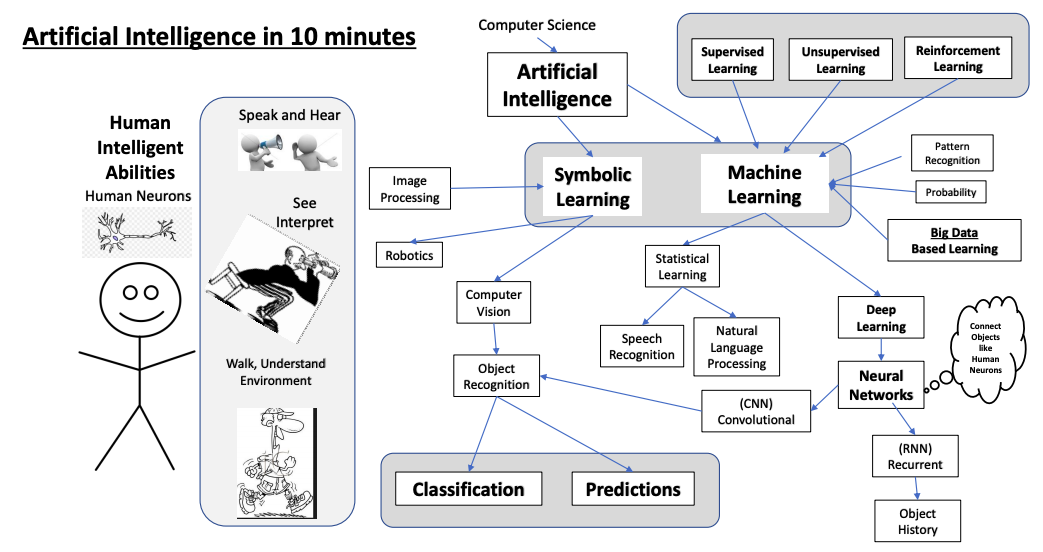 Artificial Intelligence in 10 minutes
Computer Science
Artificial
Intelligence
Supervised
Learning
Unsupervised
Learning
Reinforcement
Learning
Human
Intelligent
Abilities
Human Neurons
Speak and Hear
See
Interpret
Walk, Understand
Environment
Image
Processing
Symbolic
Learning
Machine
Learning
Pattern
Recognition
Probability
Big Data
Based Learning
Robotics
Statistical
Learning
Computer
Vision
Speech
Recognition
Natural
Language
Processing
Deep
Learning
Connect
Objects
like
Human
Neurons
Object
Recognition
Neural
Networks
(CNN)
Convolutional
(RNN)
Recurrent
Classification
Predictions
Object
History